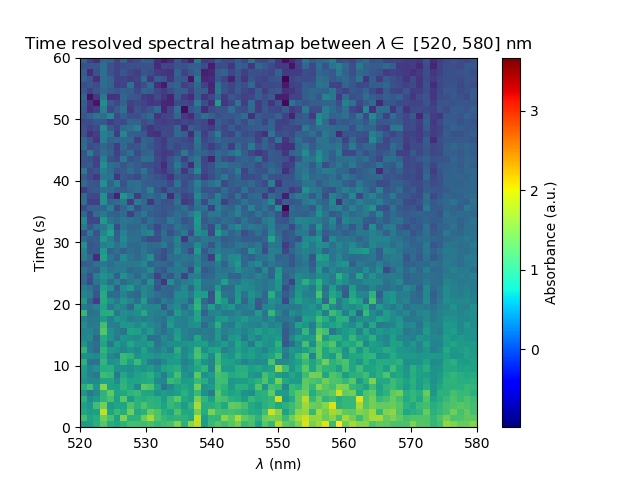 Time resolved spectral heatmap between λ∈ [520, 580] nm
60
50
40
30
20
10
0
Time (s)
520 530 540 550 560 570 580
λ (nm)
3
2
1
0
Absorbance (a.u.)